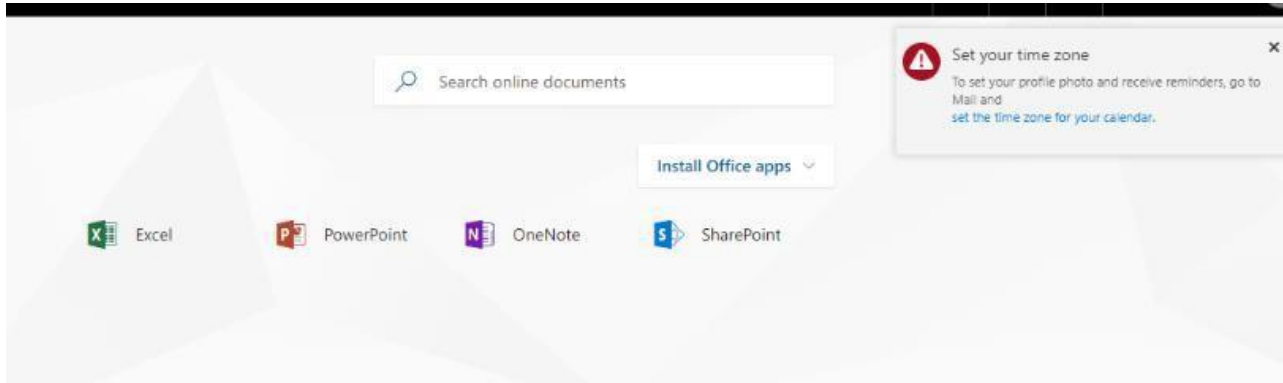 Search online documents
Set your time zone
To set your profile photo and receive reminders, go to
Mail and
set the time zone for your calendar.
Install Office apps
Excel
PowerPoint
OneNote
SharePoint